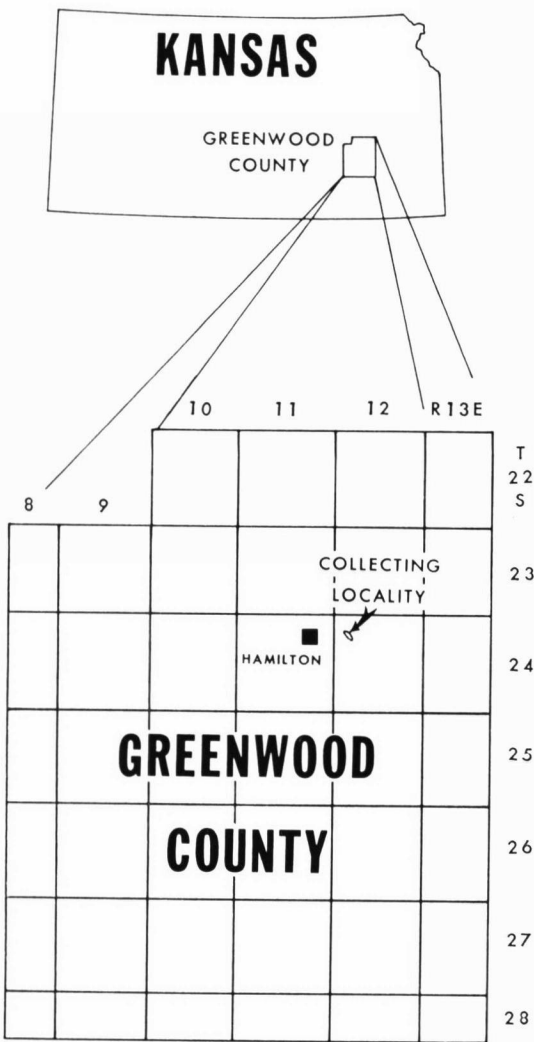 KANSAS
GREENWOOD
COUNTY
10 11 12 R13E
T
22
S
8 9
23
COLLECTING
LOCALITY
HAMILTON
24
GREENWOOD
25
COUNTY
26
27
28